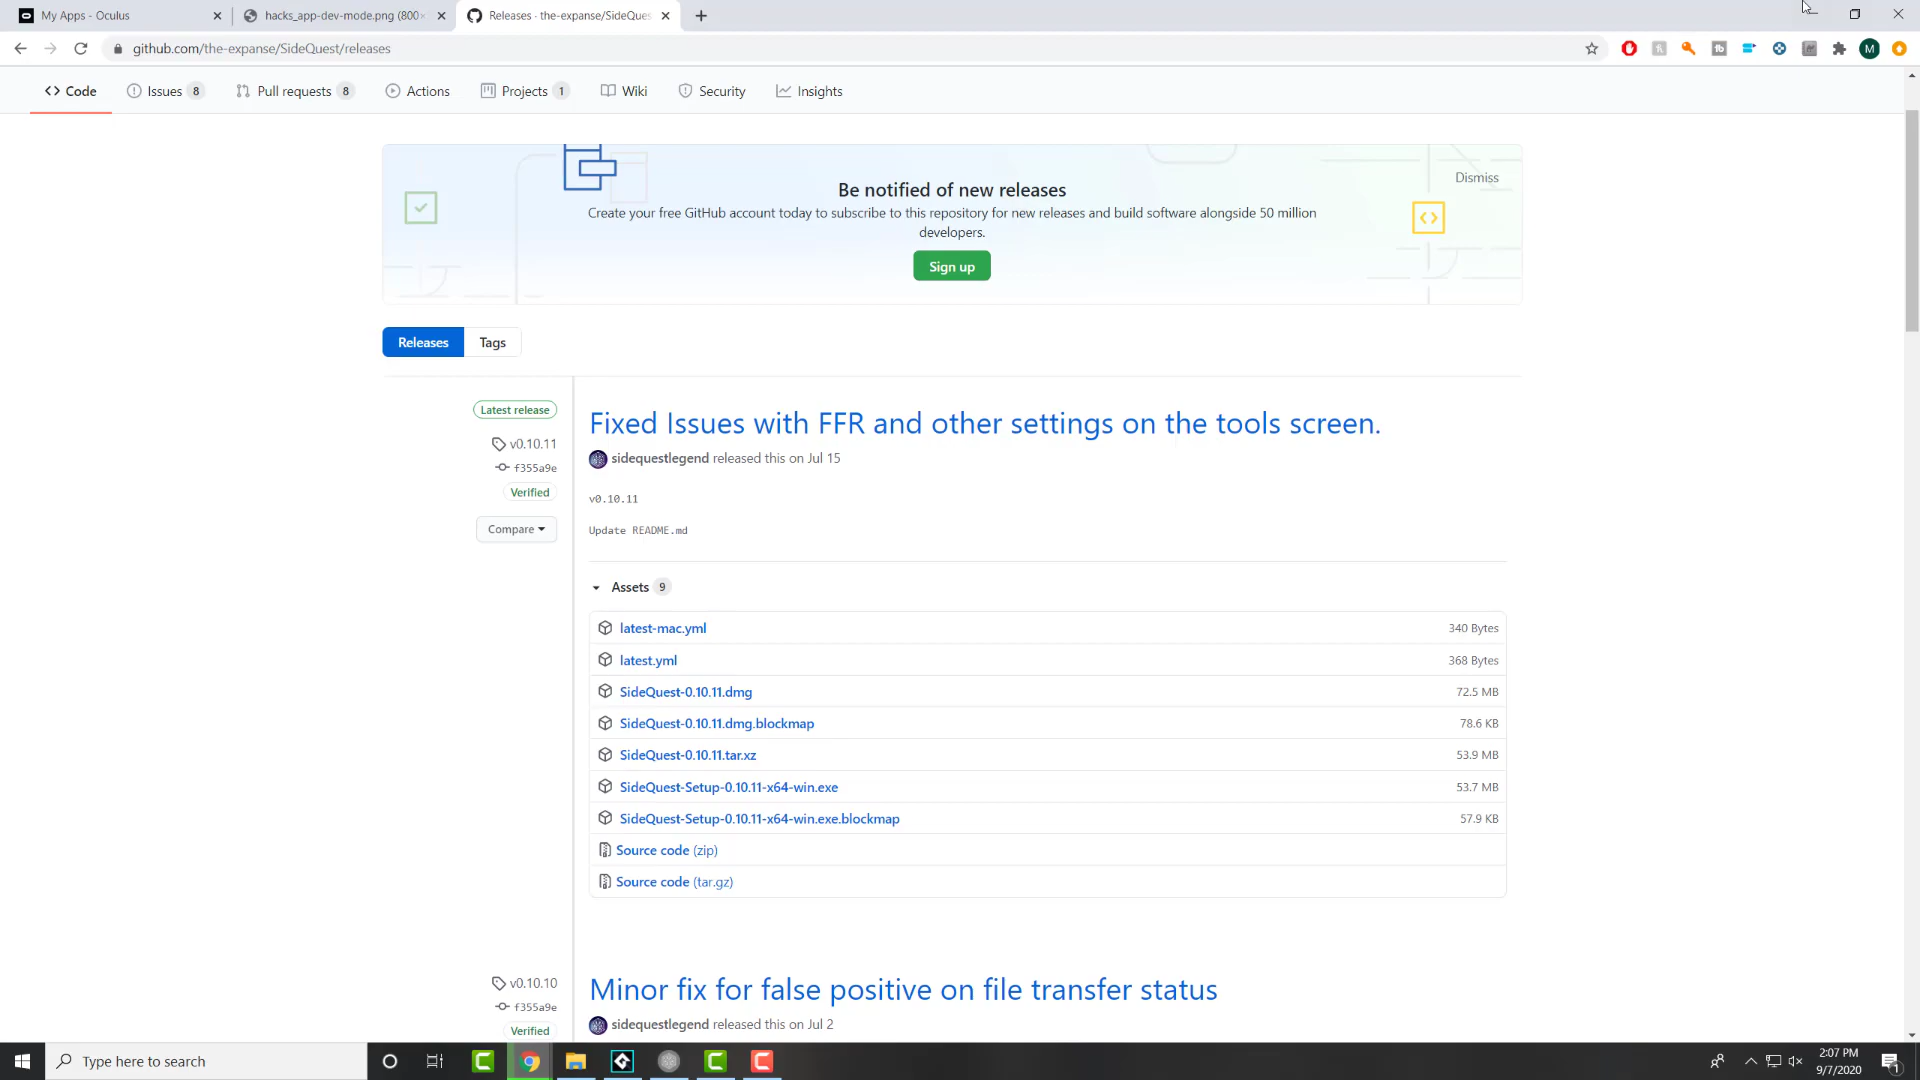 My Apps - Oculus
hacks_app-dev-mode.png (800×
Releases · the-expanse/SideQues
github.com/the-expanse/SideQuest/releases
M
Code
Issues 8
Pull requests 8
Actions
Projects 1
Wiki
Security
Insights
Be notified of new releases
Dismiss
Create your free GitHub account today to subscribe to this repository for new releases and build software alongside 50 million
developers.
Sign up
Releases
Tags
Latest release
v0.10.11
f355a9e
Verified
Compare
Fixed Issues with FFR and other settings on the tools screen.
sidequestlegend released this on Jul 15
v0.10.11
Update README.md
Assets 9
latest-mac.yml 340 Bytes
latest.yml 368 Bytes
SideQuest-0.10.11.dmg 72.5 MB
SideQuest-0.10.11.dmg.blockmap 78.6 KB
SideQuest-0.10.11.tar.xz 53.9 MB
SideQuest-Setup-0.10.11-x64-win.exe 53.7 MB
SideQuest-Setup-0.10.11-x64-win.exe.blockmap 57.9 KB
Source code (zip)
Source code (tar.gz)
v0.10.10
f355a9e
Verified
Minor fix for false positive on file transfer status
sidequestlegend released this on Jul 2
Type here to search
2:07 PM
9/7/2020
1